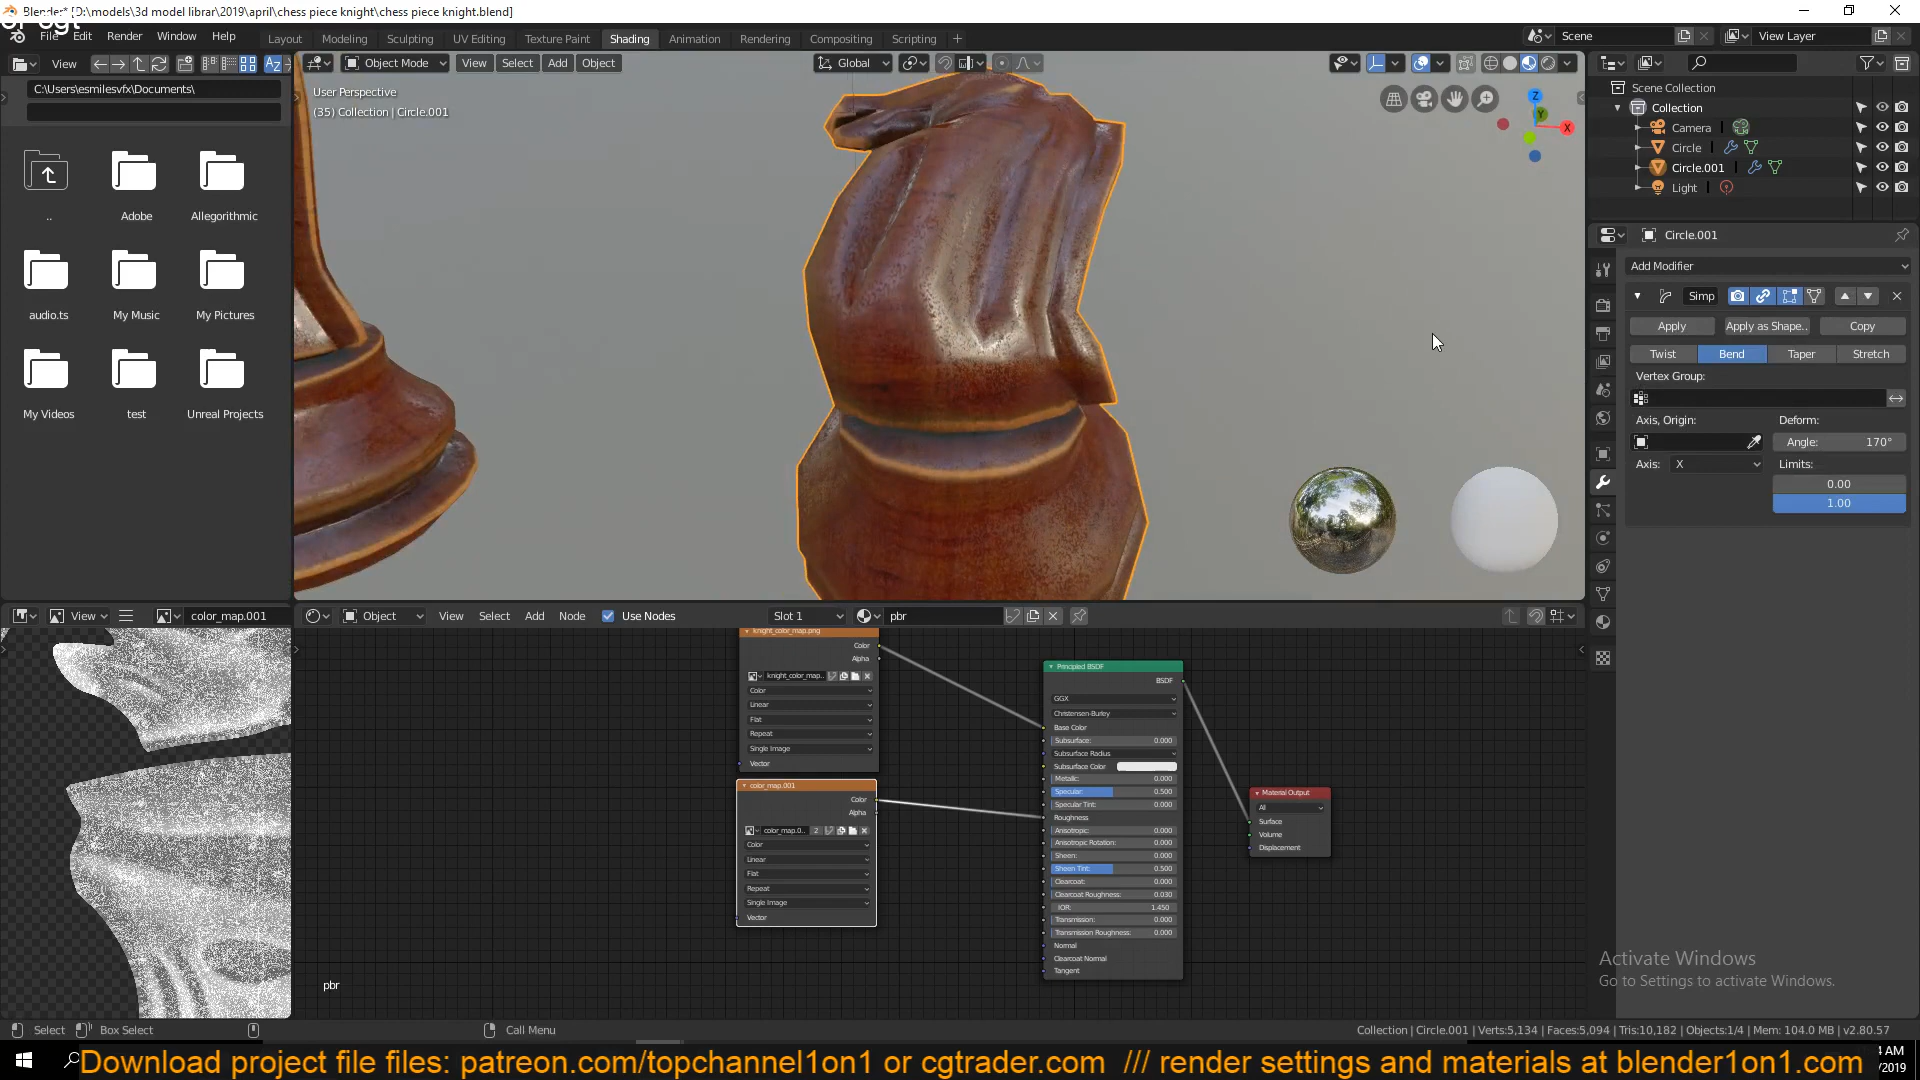 Blender* [D:\models\3d model librar\2019\april\chess piece knight\chess piece knight.blend]
File Edit Render Window Help
Layout Modeling Sculpting UV Editing Texture Paint Shading Animation Rendering Compositing Scripting +
Scene
View Layer
View
Object Mode View Select Add Object
Global
C:\Users\esmilesvfx\Documents\
User Perspective
(35) Collection | Circle.001
..
Adobe
Allegorithmic
audio.ts
My Music
My Pictures
My Videos
test
Unreal Projects
Z
Y
X
Scene Collection
Collection
Camera
Circle
Circle.001
Light
Circle.001
Add Modifier
Simp
Apply
Apply as Shape..
Copy
Twist
Bend
Taper
Stretch
Vertex Group:
Axis, Origin:
Deform:
Angle: 170°
Axis: X
Limits:
0.00
1.00
View
color_map.001
Object View Select Add Node Use Nodes
Slot 1
pbr
knight_color_map.png
Color
Alpha
knight_color_map..
Color
Linear
Flat
Repeat
Single Image
Vector
color_map.001
Color
Alpha
color_map.0.. 2
Color
Linear
Flat
Repeat
Single Image
Vector
Principled BSDF
BSDF
GGX
Christensen-Burley
Base Color
Subsurface: 0.000
Subsurface Radius
Subsurface Color
Metallic: 0.000
Specular: 0.500
Specular Tint: 0.000
Roughness
Anisotropic: 0.000
Anisotropic Rotation: 0.000
Sheen: 0.000
Sheen Tint: 0.500
Clearcoat: 0.000
Clearcoat Roughness: 0.030
IOR: 1.450
Transmission: 0.000
Transmission Roughness: 0.000
Normal
Clearcoat Normal
Tangent
Material Output
All
Surface
Volume
Displacement
pbr
Activate Windows
Go to Settings to activate Windows.
Select Box Select Call Menu
Collection | Circle.001 | Verts:5,134 | Faces:5,094 | Tris:10,182 | Objects:1/4 | Mem: 104.0 MB | v2.80.57
Download project file files: patreon.com/topchannel1on1 or cgtrader.com /// render settings and materials at blender1on1.com
4 AM
/2019